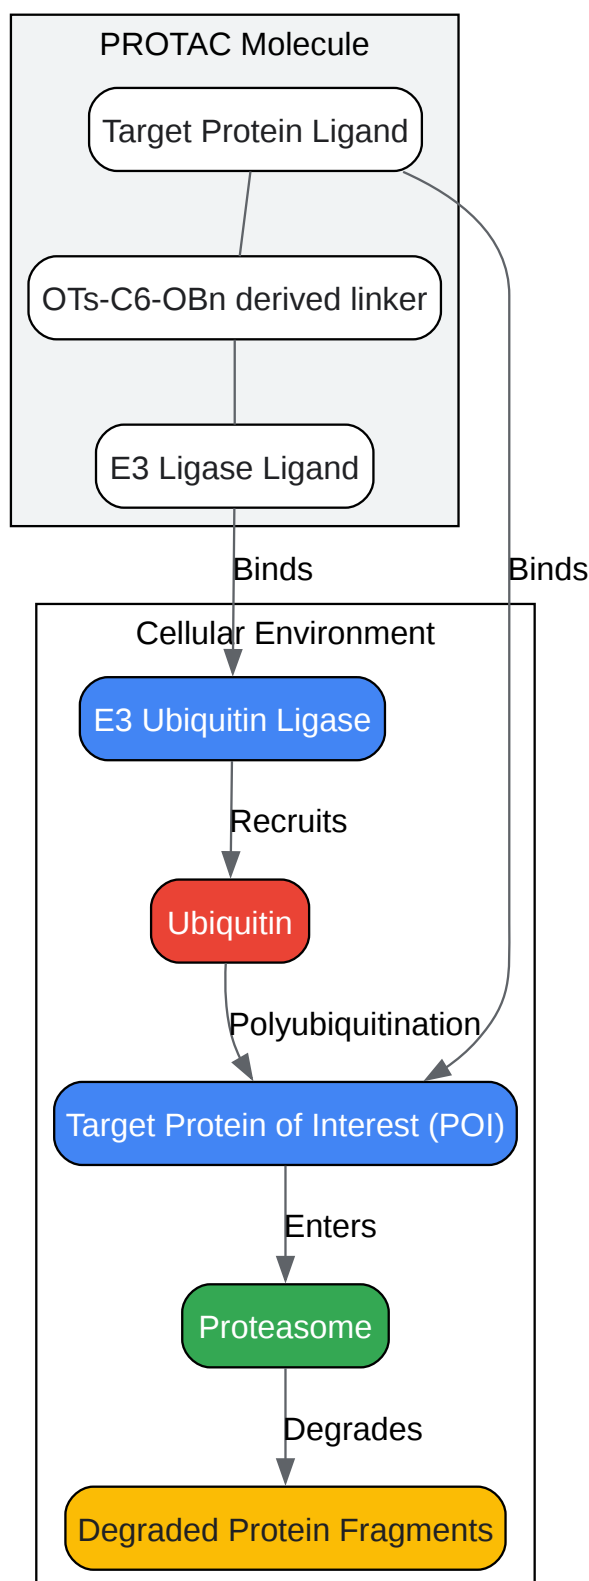 PROTAC Molecule
Target Protein Ligand
OTs-C6-OBn derived linker
E3 Ligase Ligand
Binds
Binds
Cellular Environment
E3 Ubiquitin Ligase
Recruits
Ubiquitin
Polyubiquitination
Target Protein of Interest (POI)
Enters
Proteasome
Degrades
Degraded Protein Fragments